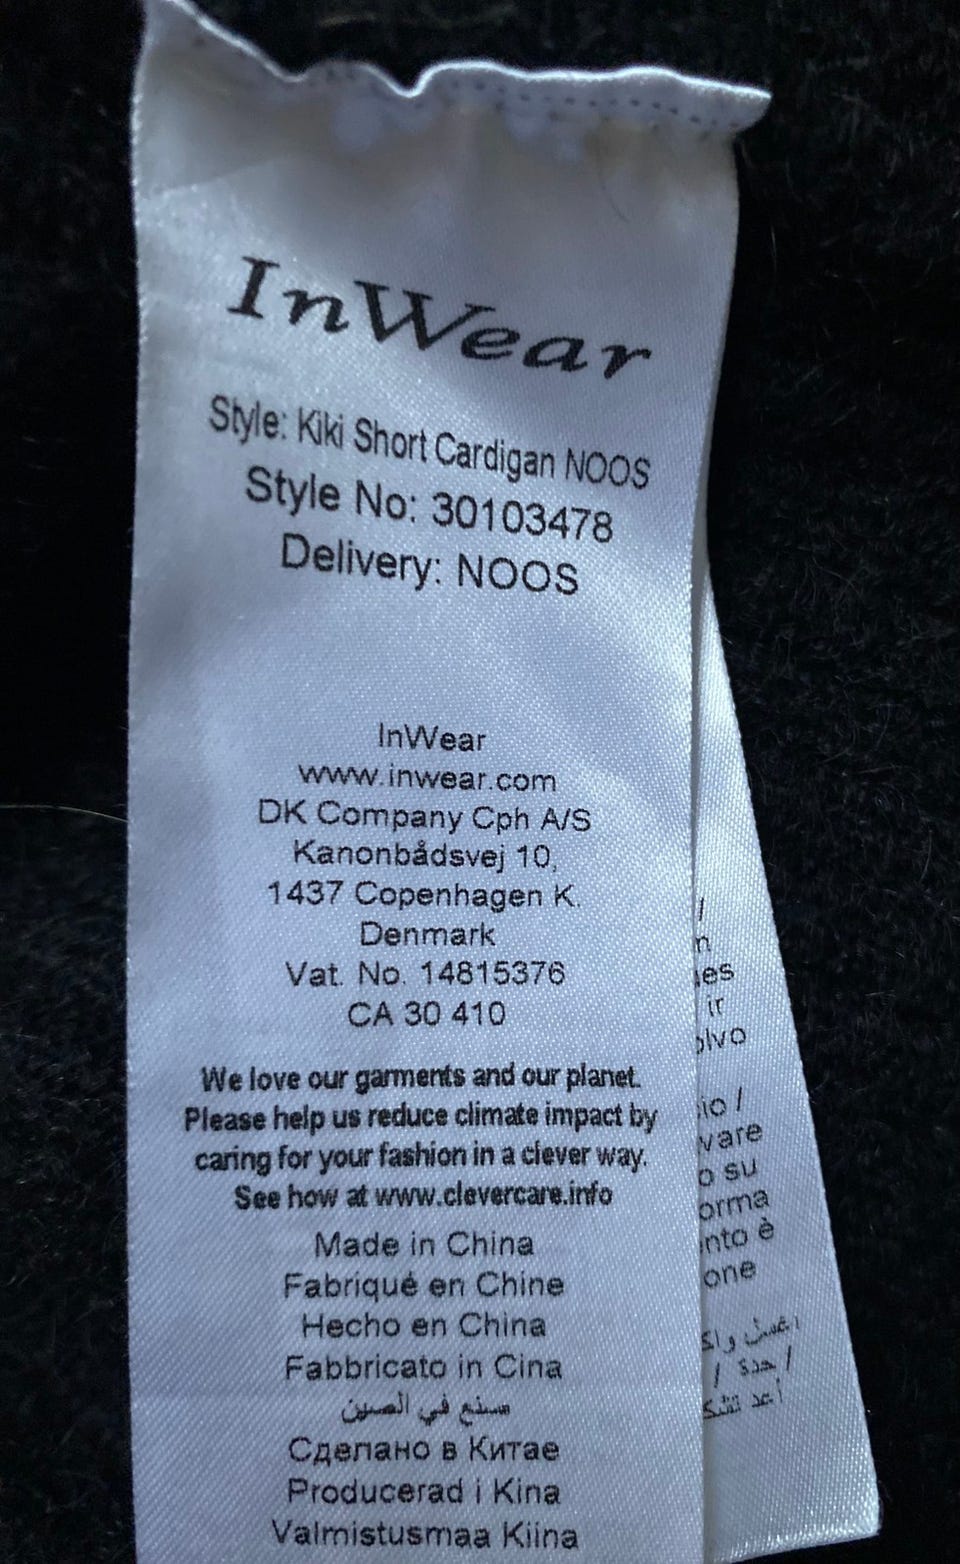 InWear
Style: Kiki Short Cardigan NOOS
Style No: 30103478
Delivery: NOOS
InWear
www.inwear.com
DK Company Cph A/S
Kanonbådsvej 10,
1437 Copenhagen K.
Denmark
Vat. No. 14815376
CA 30 410
We love our garments and our planet.
Please help us reduce climate impact by
caring for your fashion in a clever way.
See how at www.clevercare.info
Made in China
Fabriqué en Chine
Hecho en China
Fabbricato in Cina
صنع في الصين
Сделано в Китае
Producerad i Kina
Valmistusmaa Kiina
ir
su
è
/ حدة /